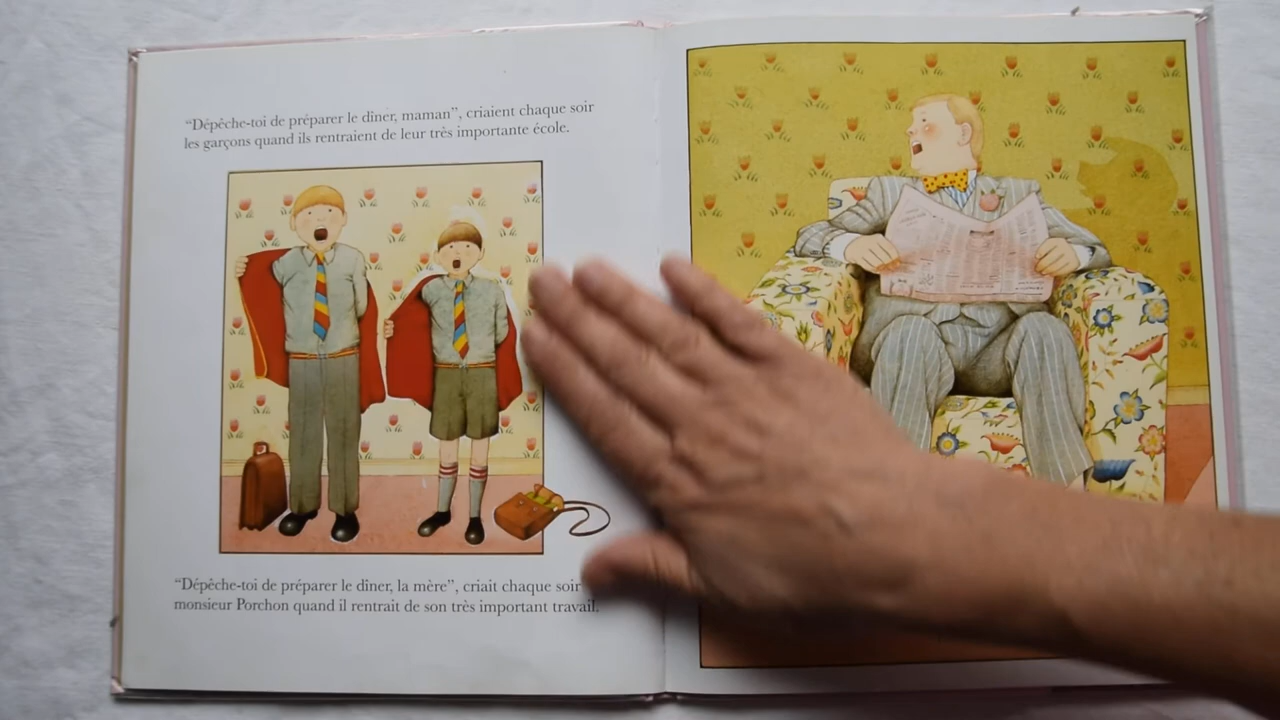 “Dépêche-toi de préparer le dîner, maman”, criaient chaque soir
les garçons quand ils rentraient de leur très importante école.
“Dépêche-toi de préparer le dîner, la mère”, criait chaque soir
monsieur Porchon quand il rentrait de son très important travail.